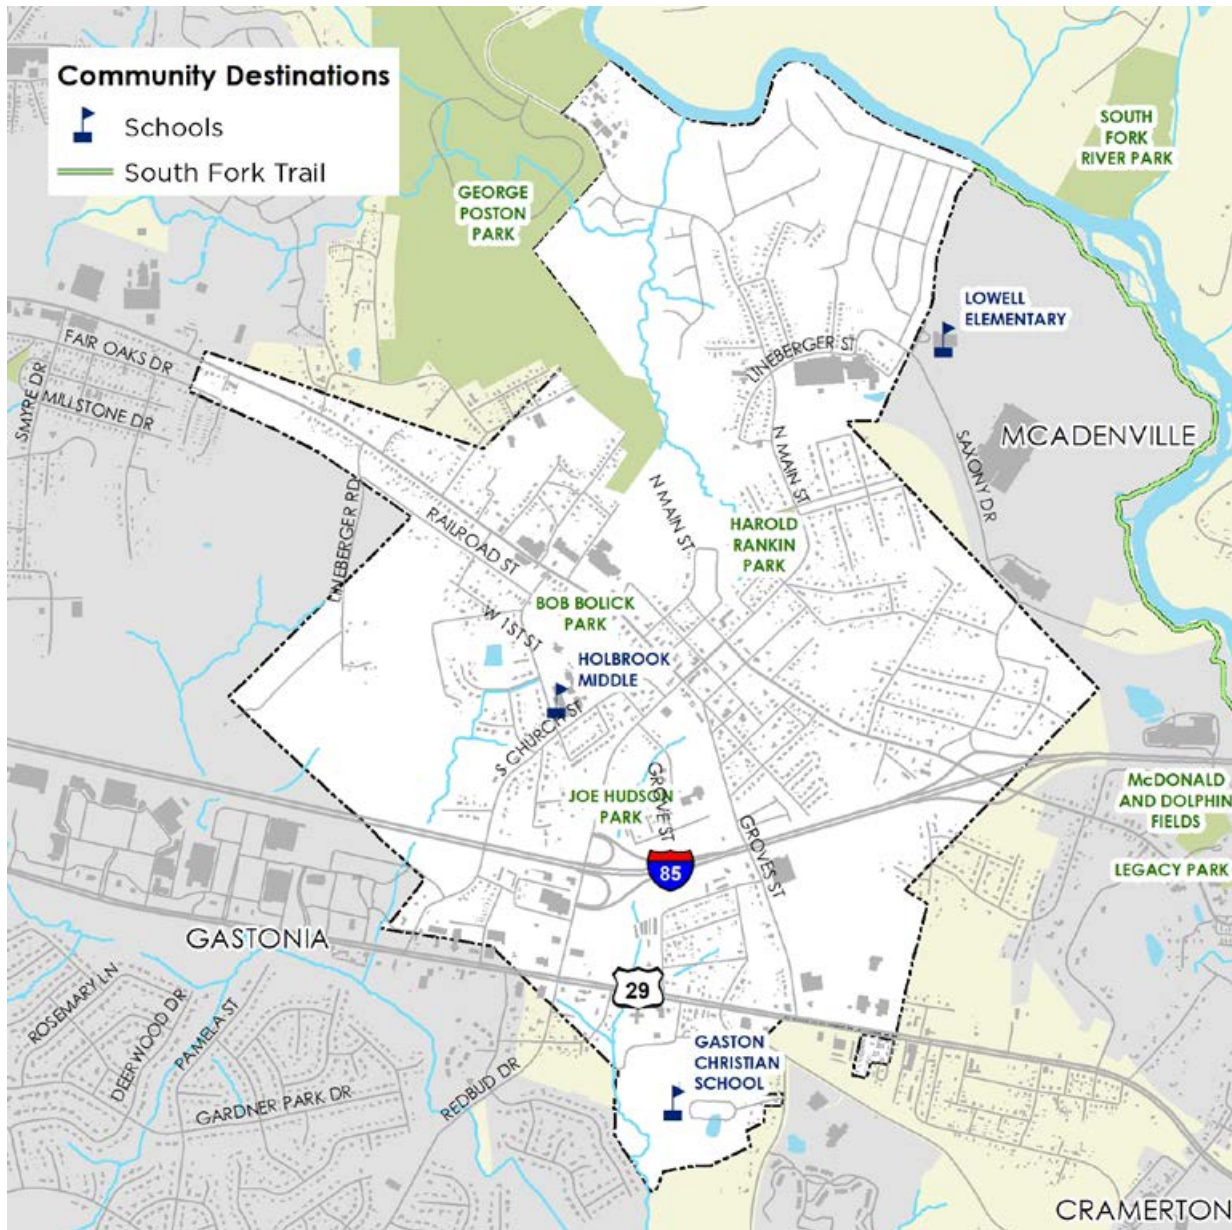 Community Destinations
Schools
South Fork Trail
SOUTH
FORK
RIVER PARK
GEORGE
POSTON
PARK
LOWELL
ELEMENTARY
FAIR OAKS DR
LINEBERGER ST
SMYRE DR
MILLSTONE DR
MCADENVILLE
N MAIN ST
SAXONY DR
N MAIN ST
HAROLD
RANKIN
PARK
LINEBERGER RD
RAILROAD ST
BOB BOLICK
PARK
W 1ST ST
HOLBROOK
MIDDLE
S CHURCH ST
JOE HUDSON
PARK
GROVE ST
GROVES ST
McDONALD
AND DOLPHIN
FIELDS
85
LEGACY PARK
GASTONIA
29
ROSEMARY LN
DEERWOOD DR
PAMELA ST
GASTON
CHRISTIAN
SCHOOL
REDBUD DR
GARDNER PARK DR
CRAMERTON